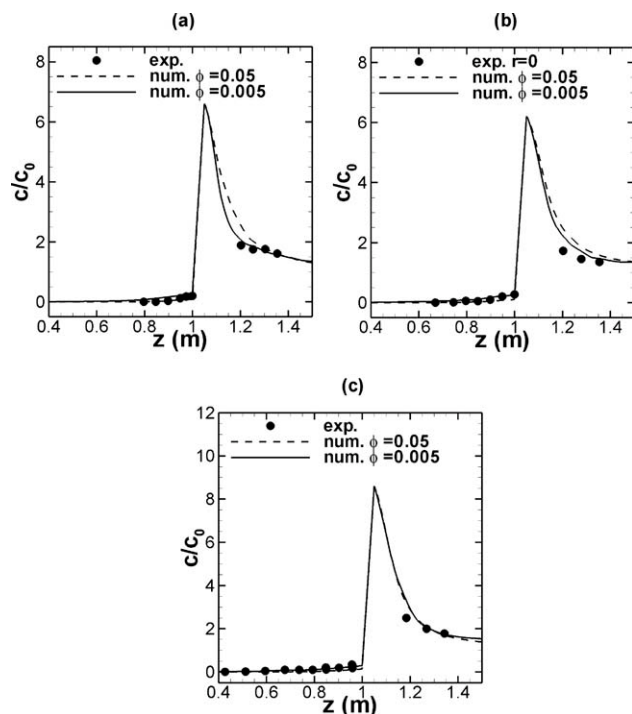 (a)
8
6
4
2
0
c/c0
exp.
num. ϕ =0.05
num. ϕ =0.005
0.4 0.6 0.8 1 1.2 1.4
z (m)
(b)
8
6
4
2
0
c/c0
exp. r=0
num. ϕ =0.05
num. ϕ =0.005
0.4 0.6 0.8 1 1.2 1.4
z (m)
(c)
12
10
8
6
4
2
0
c/c0
exp.
num. ϕ =0.05
num. ϕ =0.005
0.4 0.6 0.8 1 1.2 1.4
z (m)